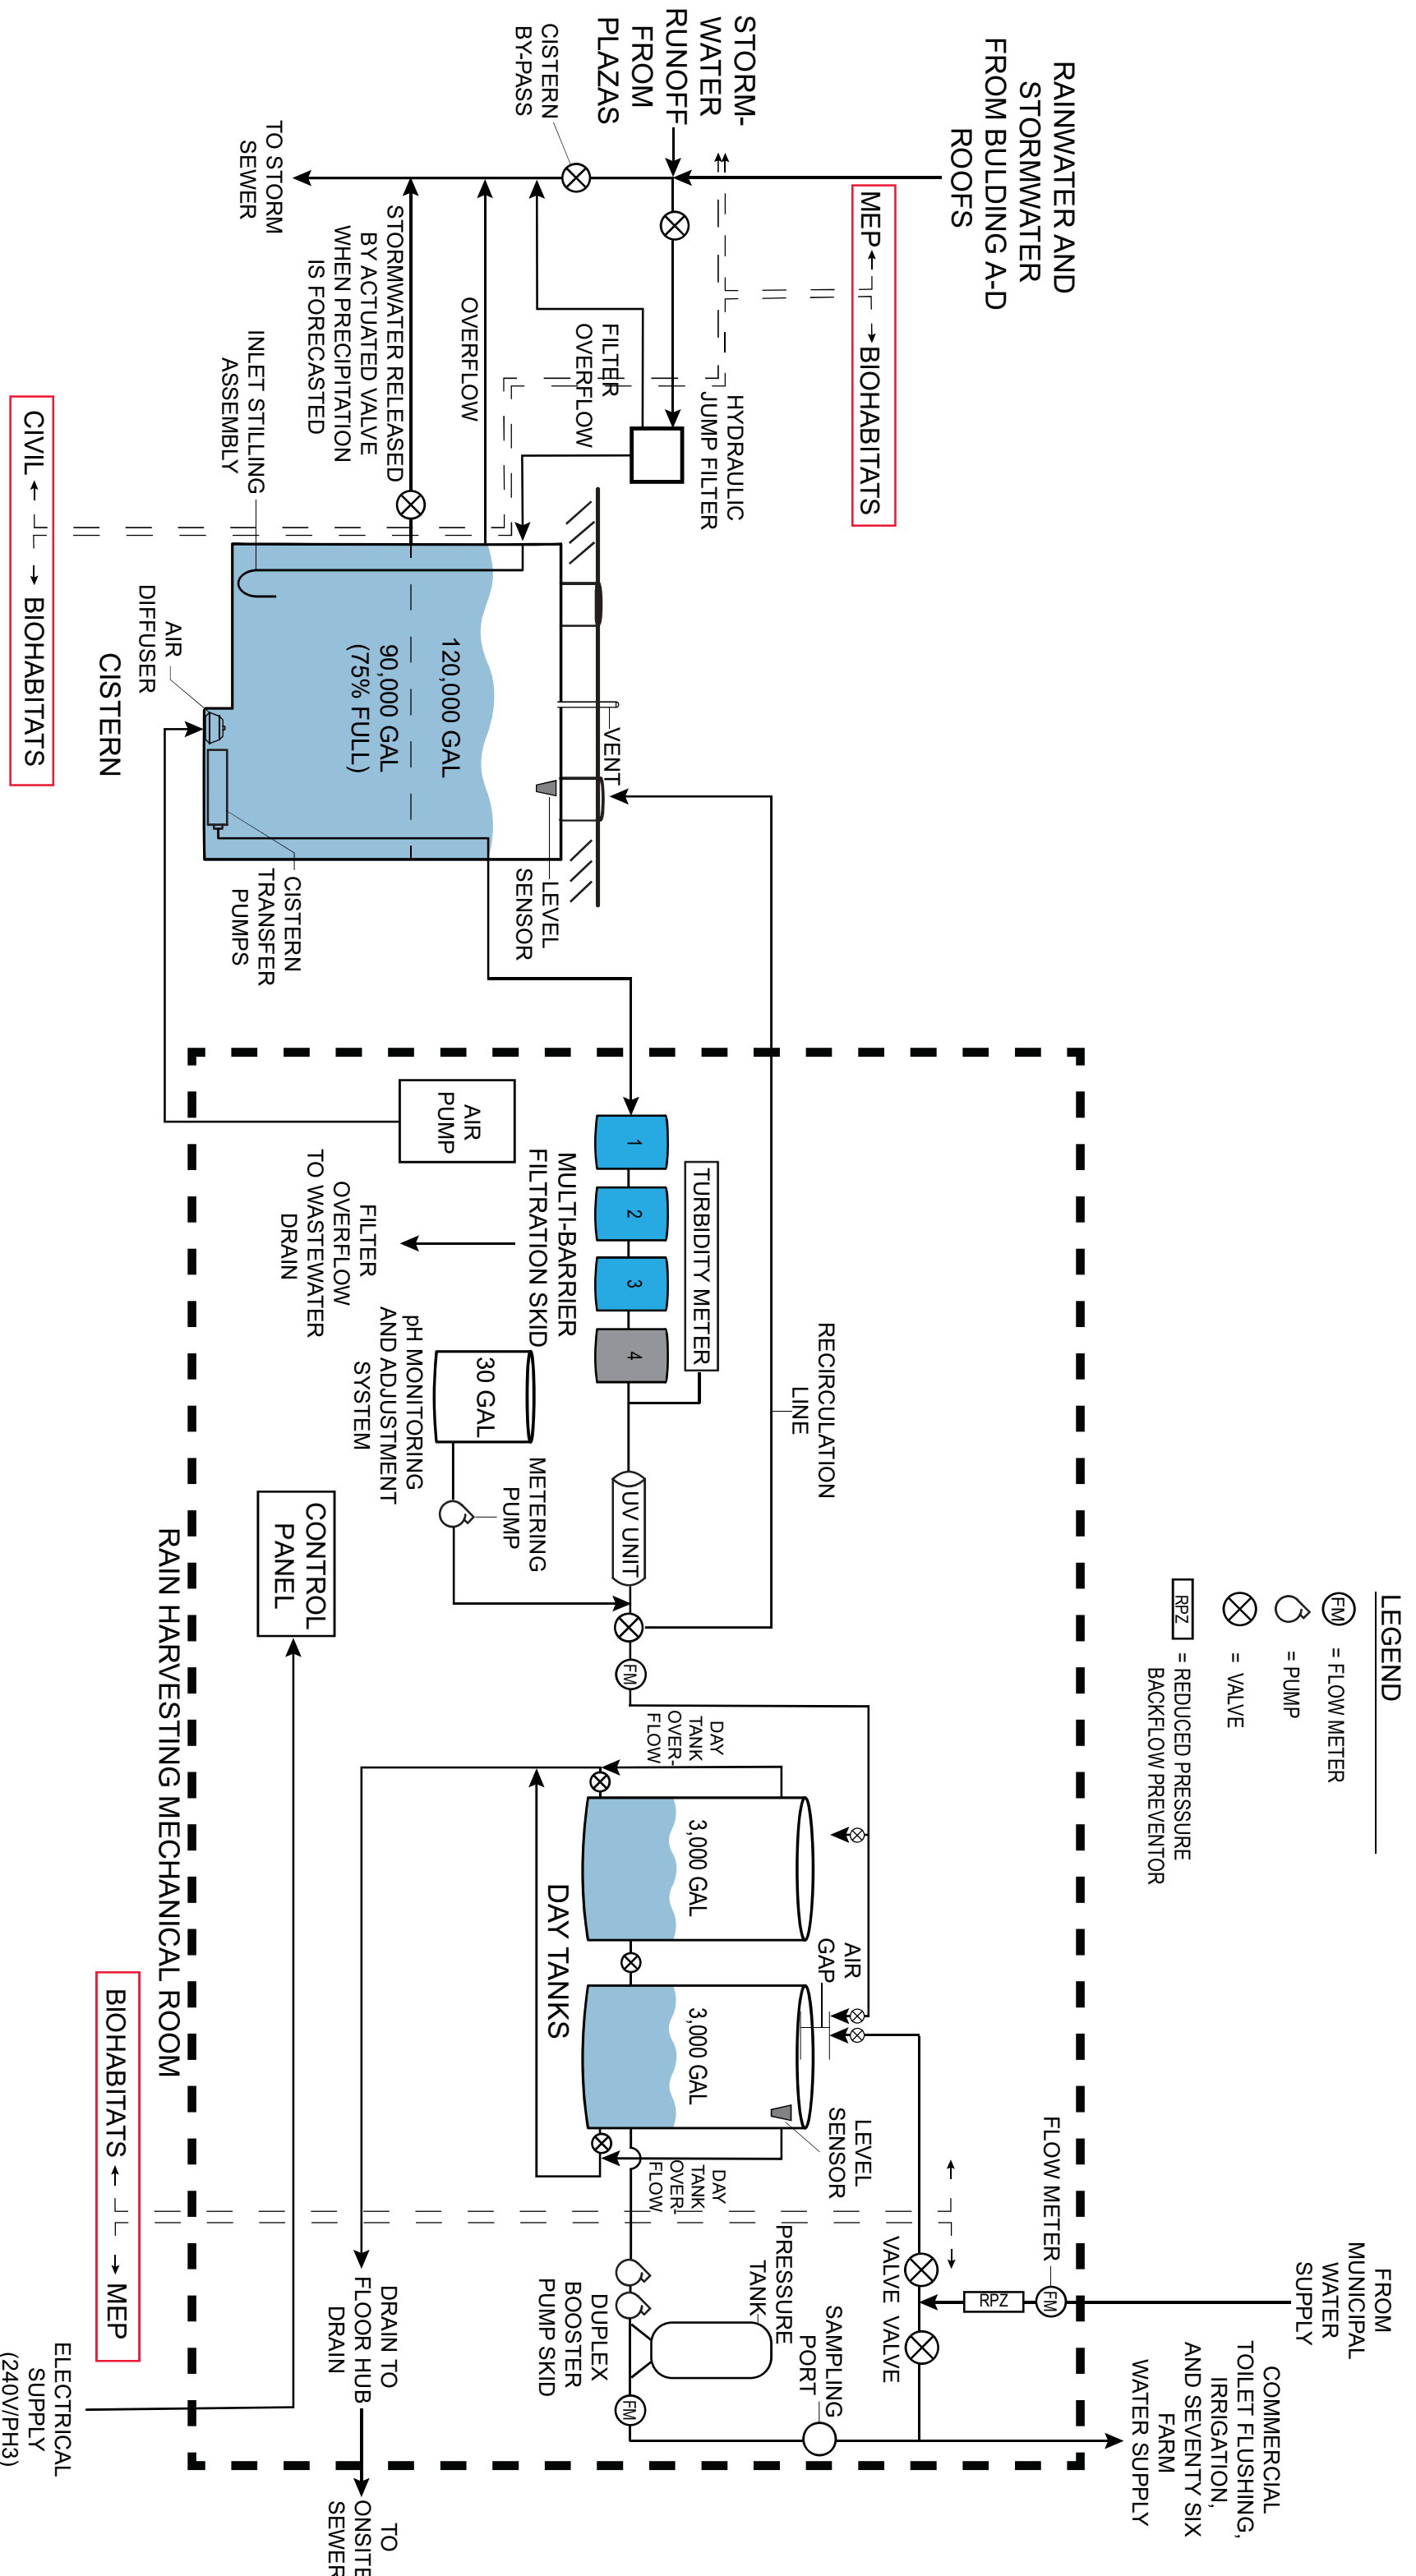 RAINWATER AND
STORMWATER
FROM BUILDING A-D
ROOFS
STORM-
WATER
RUNOFF
FROM
PLAZAS
CISTERN
BY-PASS
TO STORM
SEWER
MEP
BIOHABITATS
STORMWATER RELEASED
BY ACTUATED VALVE
WHEN PRECIPITATION
IS FORECASTED
OVERFLOW
FILTER
OVERFLOW
HYDRAULIC
JUMP FILTER
INLET STILLING
ASSEMBLY
CIVIL
BIOHABITATS
AIR
DIFFUSER
CISTERN
120,000 GAL
90,000 GAL
(75% FULL)
VENT
LEVEL
SENSOR
CISTERN
TRANSFER
PUMPS
AIR
PUMP
1
2
3
4
TURBIDITY METER
MULTI-BARRIER
FILTRATION SKID
FILTER
OVERFLOW
TO WASTEWATER
DRAIN
30 GAL
pH MONITORING
AND ADJUSTMENT
SYSTEM
METERING
PUMP
UV UNIT
RECIRCULATION
LINE
CONTROL
PANEL
RAIN HARVESTING MECHANICAL ROOM
FM
DAY
TANK
OVER-
FLOW
3,000 GAL
3,000 GAL
DAY TANKS
AIR
GAP
LEVEL
SENSOR
DAY
TANK
OVER-
FLOW
BIOHABITATS
MEP
FLOW METER
FM
RPZ
VALVE
VALVE
PRESSURE
TANK
DUPLEX
BOOSTER
PUMP SKID
SAMPLING
PORT
FM
DRAIN TO
FLOOR HUB
DRAIN
TO
ONSITE
SEWER
ELECTRICAL
SUPPLY
(240V/PH3)
FROM
MUNICIPAL
WATER
SUPPLY
COMMERCIAL
TOILET FLUSHING,
IRRIGATION,
AND SEVENTY SIX
FARM
WATER SUPPLY
LEGEND
FM = FLOW METER
= PUMP
= VALVE
RPZ = REDUCED PRESSURE
BACKFLOW PREVENTOR